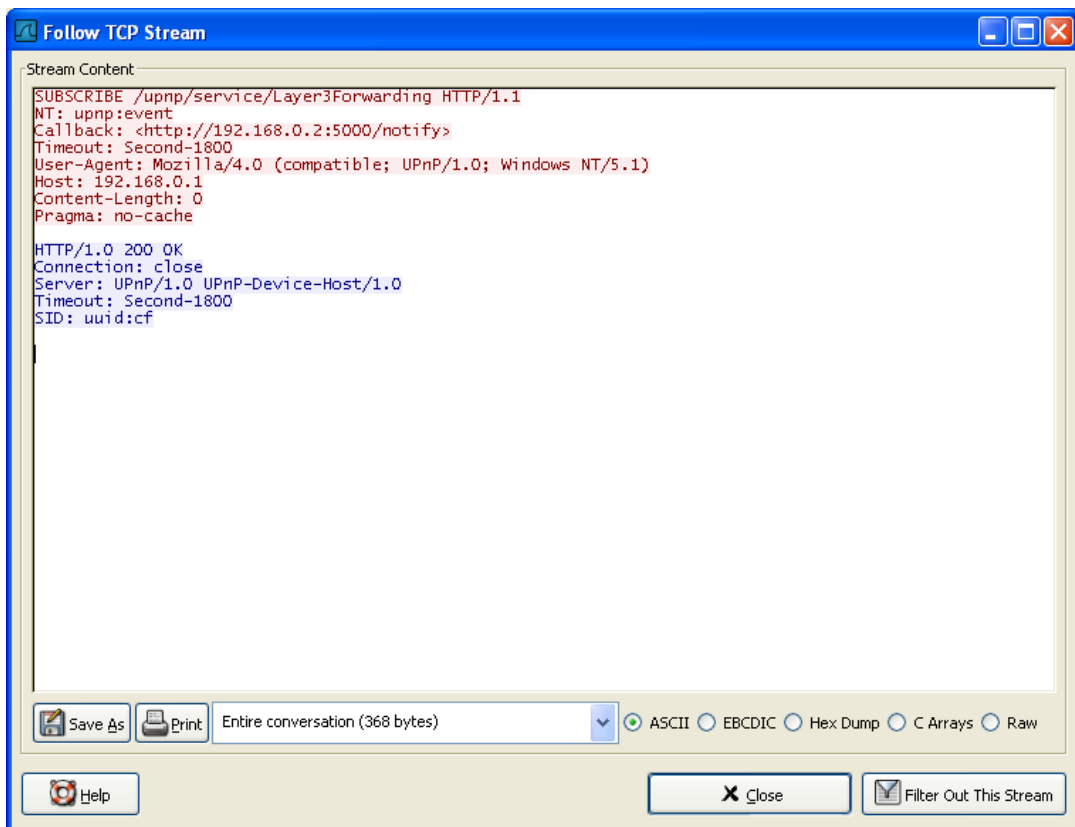 Follow TCP Stream
Stream Content
SUBSCRIBE /upnp/service/Layer3Forwarding HTTP/1.1
NT: upnp:event
Callback: <http://192.168.0.2:5000/notify>
Timeout: Second-1800
User-Agent: Mozilla/4.0 (compatible; UPnP/1.0; Windows NT/5.1)
Host: 192.168.0.1
Content-Length: 0
Pragma: no-cache
HTTP/1.0 200 OK
Connection: close
Server: UPnP/1.0 UPnP-Device-Host/1.0
Timeout: Second-1800
SID: uuid:cf
Save As Print Entire conversation (368 bytes) ASCII EBCDIC Hex Dump C Arrays Raw
Help Close Filter Out This Stream